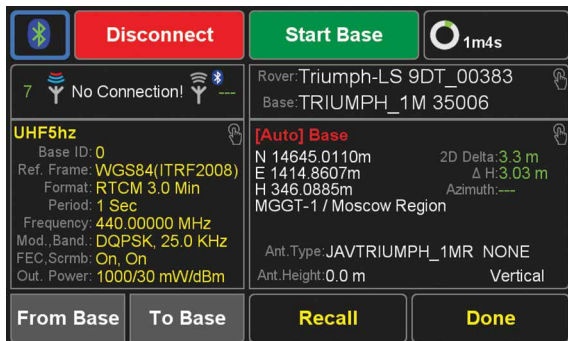 Disconnect
Start Base
1m4s
7 No Connection! ---
Rover:Triumph-LS 9DT_00383
Base:TRIUMPH_1M 35006
UHF5hz
Base ID: 0
Ref. Frame: WGS84(ITRF2008)
Format: RTCM 3.0 Min
Period: 1 Sec
Frequency: 440.00000 MHz
Mod.,Band.: DQPSK, 25.0 KHz
FEC,Scrmb: On, On
Out. Power: 1000/30 mW/dBm
[Auto] Base
N 14645.0110m 2D Delta:3.3 m
E 1414.8607m Δ H:3.03 m
H 346.0885m Azimuth:---
MGGT-1 / Moscow Region
Ant.Type:JAVTRIUMPH_1MR NONE
Ant.Height:0.0 m Vertical
From Base
To Base
Recall
Done